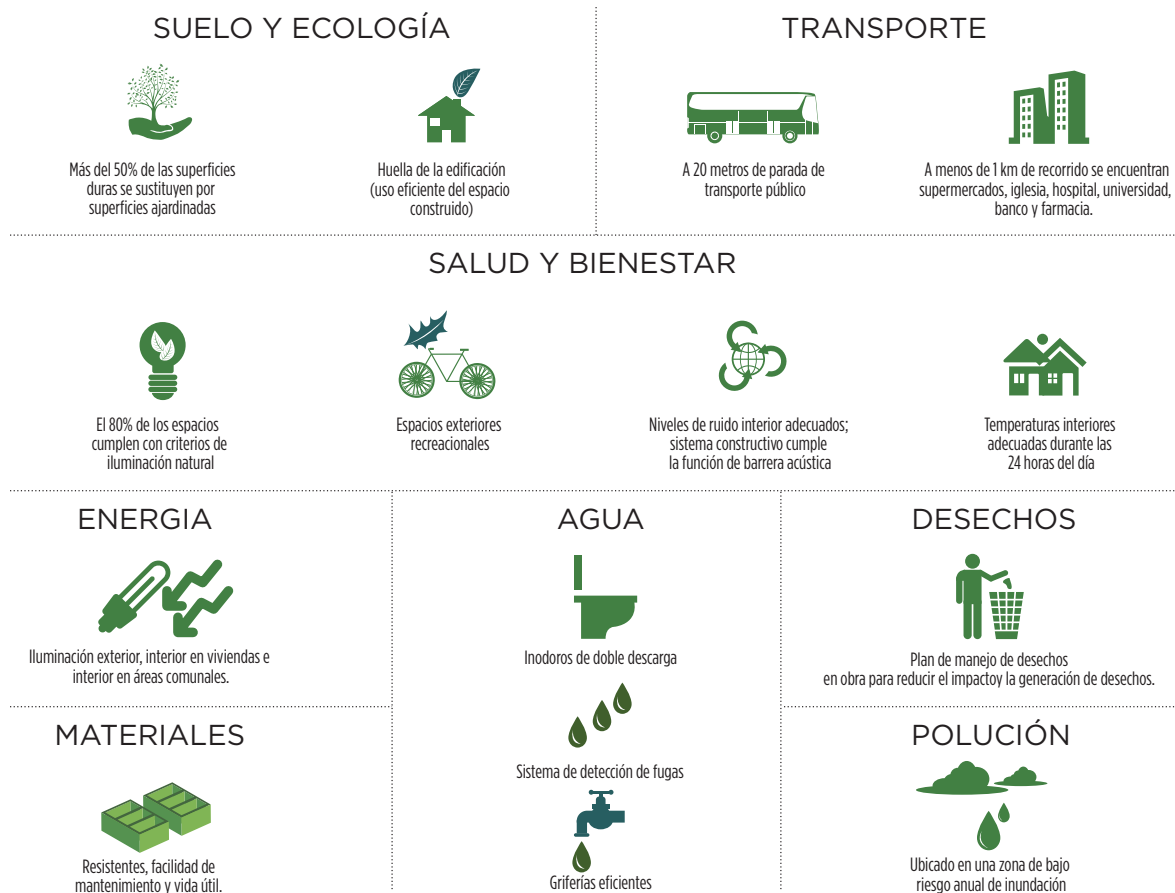 SUELO Y ECOLOGÍA
Más del 50% de las superficies
duras se sustituyen por
superficies ajardinadas
Huella de la edificación
(uso eficiente del espacio
construido)
TRANSPORTE
A 20 metros de parada de
transporte público
A menos de 1 km de recorrido se encuentran
supermercados, iglesia, hospital, universidad,
banco y farmacia.
SALUD Y BIENESTAR
El 80% de los espacios
cumplen con criterios de
iluminación natural
Espacios exteriores
recreacionales
Niveles de ruido interior adecuados;
sistema constructivo cumple
la función de barrera acústica
Temperaturas interiores
adecuadas durante las
24 horas del día
ENERGIA
Iluminación exterior, interior en viviendas e
interior en áreas comunales.
AGUA
Inodoros de doble descarga
Sistema de detección de fugas
Griferías eficientes
DESECHOS
Plan de manejo de desechos
en obra para reducir el impactoy la generación de desechos.
MATERIALES
Resistentes, facilidad de
mantenimiento y vida útil.
POLUCIÓN
Ubicado en una zona de bajo
riesgo anual de inundación